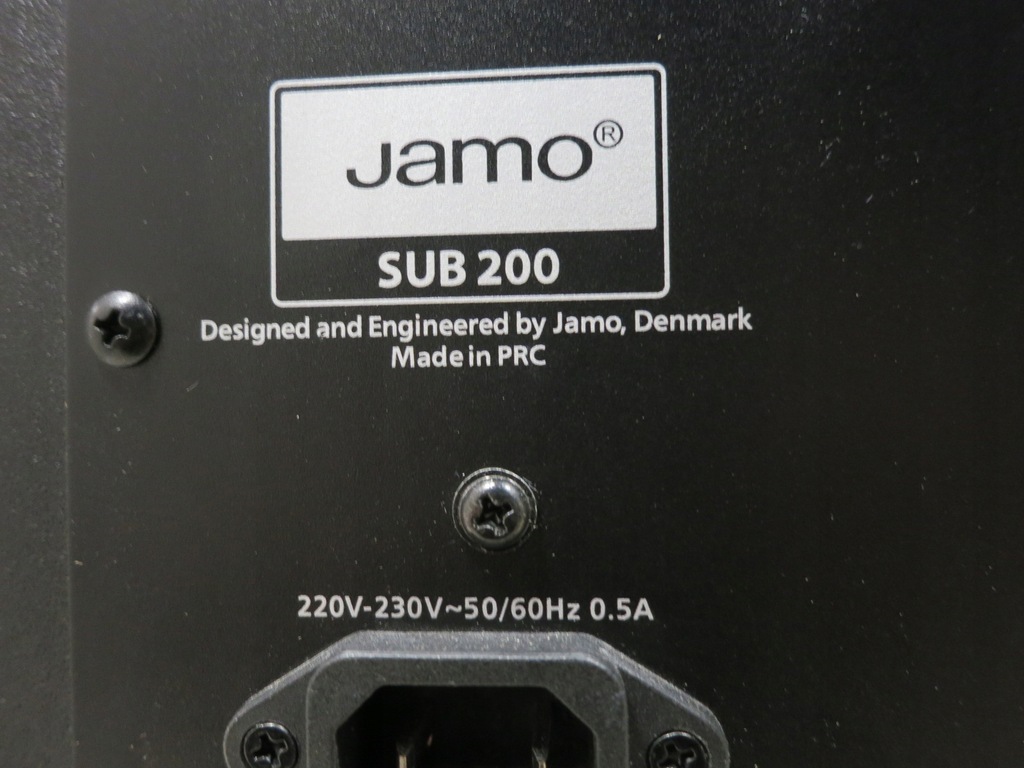 Jamo®
SUB 200
Designed and Engineered by Jamo, Denmark
Made in PRC
220V-230V~50/60Hz 0.5A